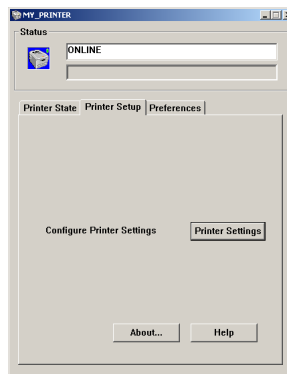 MY_PRINTER
Status
ONLINE
Printer State Printer Setup Preferences
Configure Printer Settings Printer Settings
About... Help